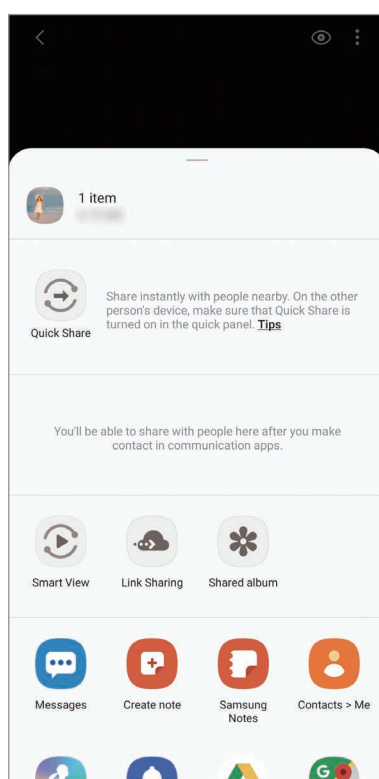 1 item
Quick Share
Share instantly with people nearby. On the other
person's device, make sure that Quick Share is
turned on in the quick panel. Tips
You'll be able to share with people here after you make
contact in communication apps.
Smart View
Link Sharing
Shared album
Messages
Create note
Samsung
Notes
Contacts > Me
G